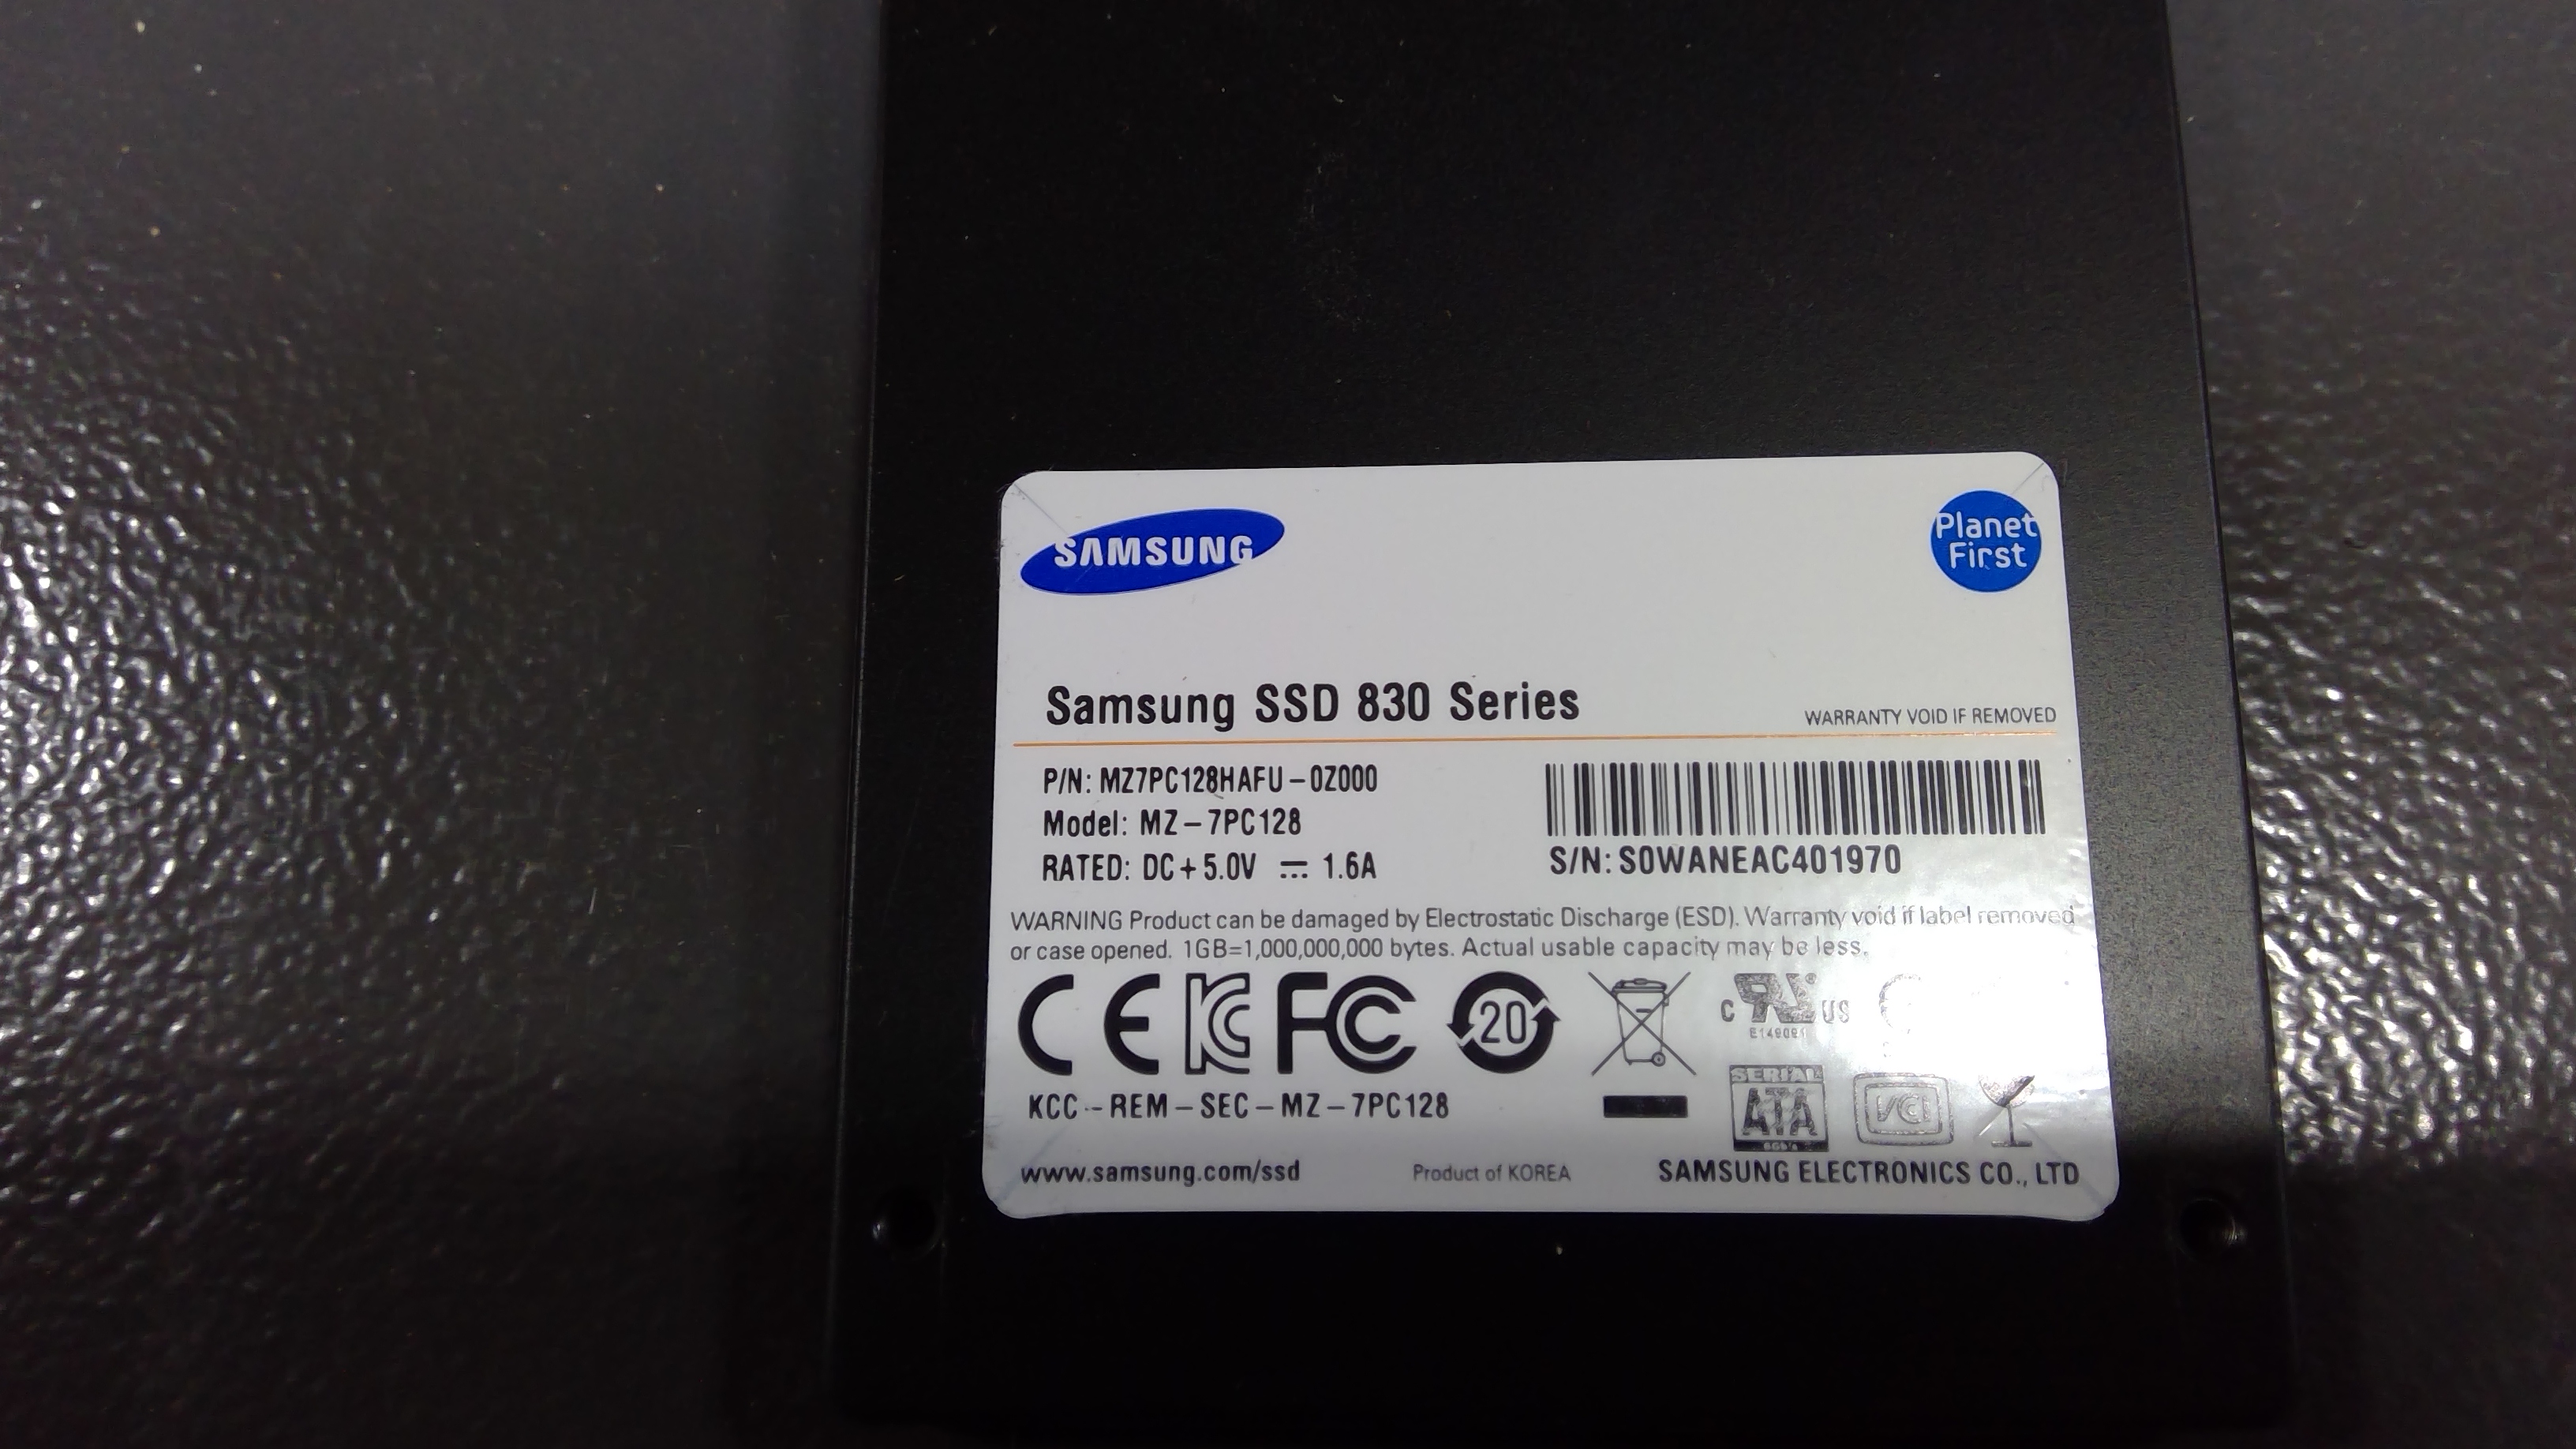 SAMSUNG
Planet
First
Samsung SSD 830 Series
WARRANTY VOID IF REMOVED
P/N: MZ7PC128HAFU-0Z000
Model: MZ-7PC128
RATED: DC+5.0V ⎓ 1.6A
S/N: S0WANEAC401970
WARNING Product can be damaged by Electrostatic Discharge (ESD). Warranty void if label removed
or case opened. 1GB=1,000,000,000 bytes. Actual usable capacity may be less.
CE KC FC 20 C UL US
KCC-REM-SEC-MZ-7PC128
SERIAL
ATA
VCI
www.samsung.com/ssd
Product of KOREA
SAMSUNG ELECTRONICS CO., LTD